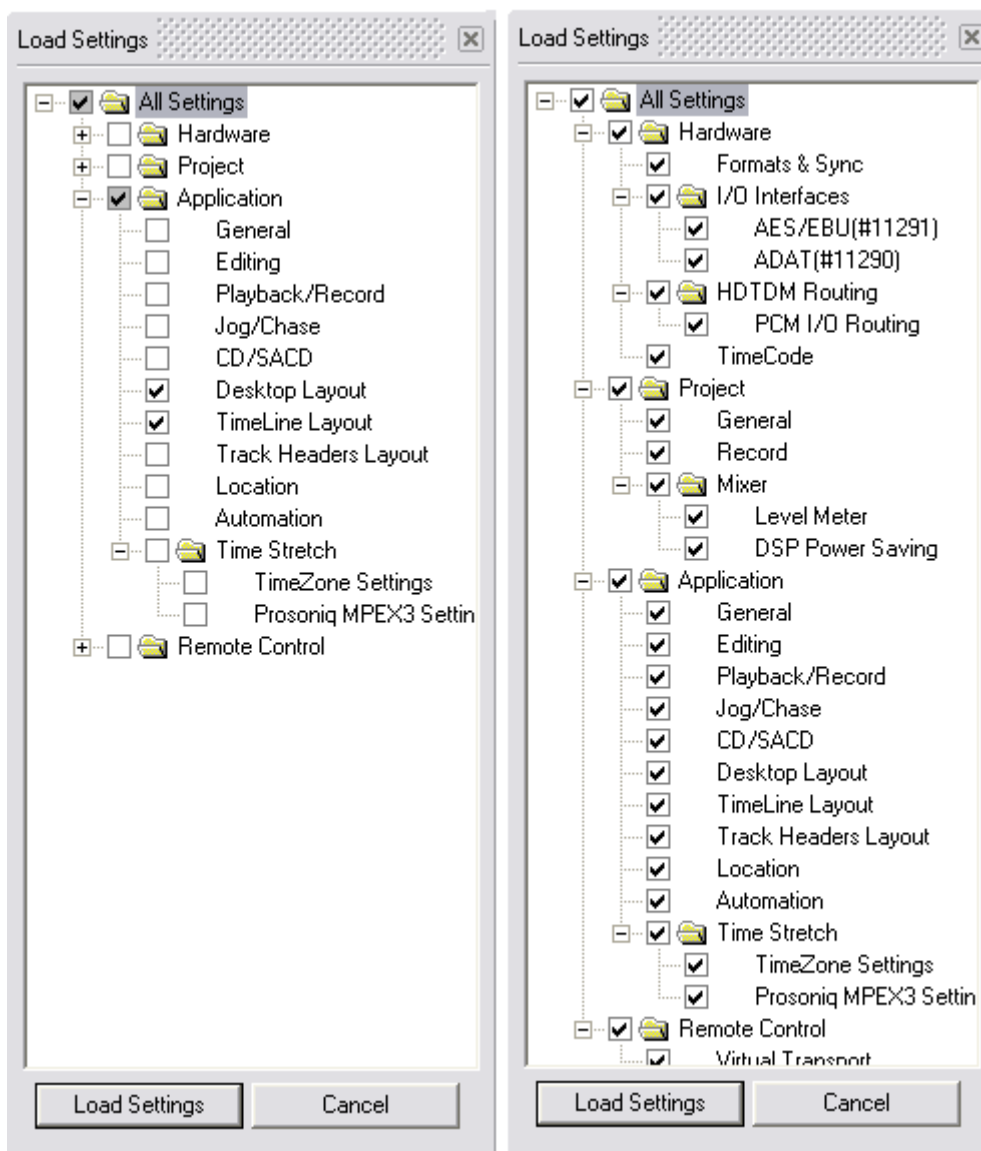 Load Settings
All Settings
Hardware
Project
Application
General
Editing
Playback/Record
Jog/Chase
CD/SACD
Desktop Layout
TimeLine Layout
Track Headers Layout
Location
Automation
Time Stretch
TimeZone Settings
Prosoniq MPEX3 Settin
Remote Control
Load Settings
Cancel
Load Settings
All Settings
Hardware
Formats & Sync
I/O Interfaces
AES/EBU(#11291)
ADAT(#11290)
HDTDM Routing
PCM I/O Routing
TimeCode
Project
General
Record
Mixer
Level Meter
DSP Power Saving
Application
General
Editing
Playback/Record
Jog/Chase
CD/SACD
Desktop Layout
TimeLine Layout
Track Headers Layout
Location
Automation
Time Stretch
TimeZone Settings
Prosoniq MPEX3 Settin
Remote Control
Virtual Transport
Load Settings
Cancel